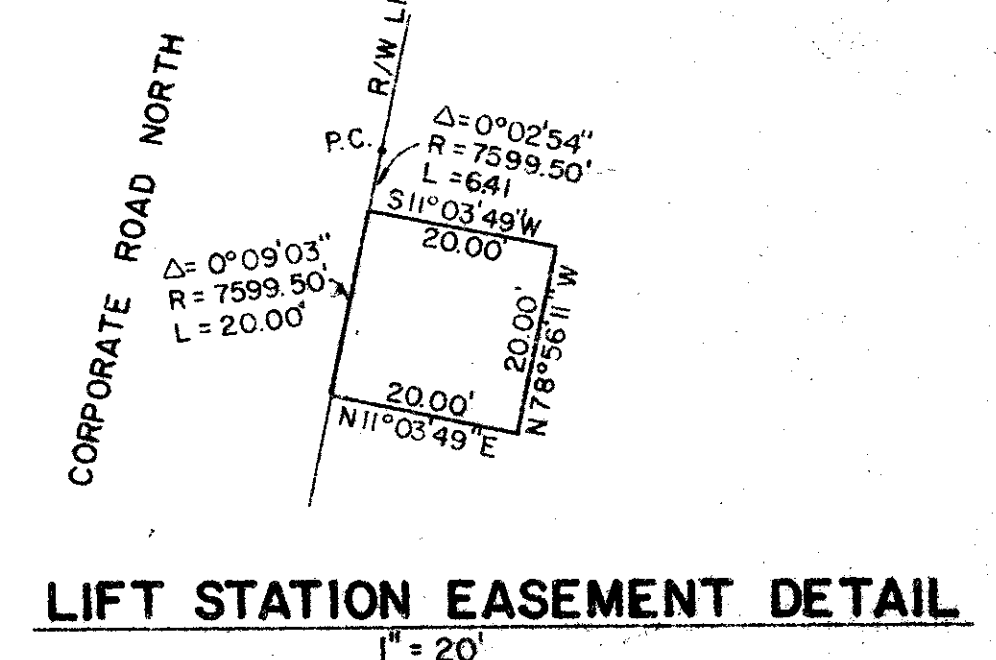 CORPORATE ROAD NORTH
R/W LI
P.C.
Δ=0°02'54"
R=7599.50'
L=6.41
S11°03'49"W
20.00'
Δ=0°09'03"
R=7599.50'
L=20.00'
20.00'
N78°56'11"W
20.00'
N11°03'49"E
LIFT STATION EASEMENT DETAIL
1"=20'